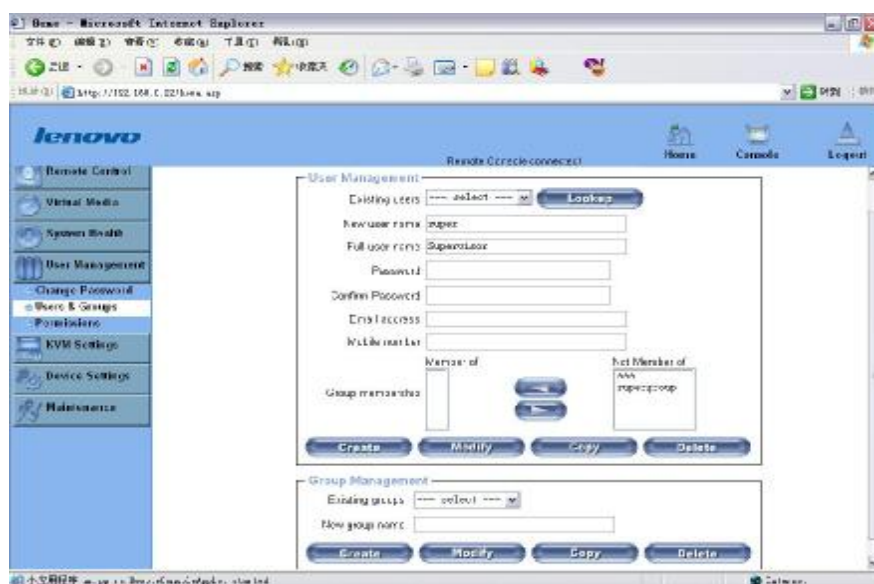 Home - Microsoft Internet Explorer
lenovo
Remote Console connected
Home
Console
Logout
Remote Control
Virtual Media
System Health
User Management
Change Password
Users & Groups
Permissions
KVM Settings
Device Settings
Maintenance
User Management
Existing users --- select --- Lookup
New user name super
Full user name Supervisor
Password
Confirm Password
Email address
Mobile number
Member of
Not Member of
Group membership
AAA
supergroup
Create Modify Copy Delete
Group Management
Existing groups --- select ---
New group name
Create Modify Copy Delete